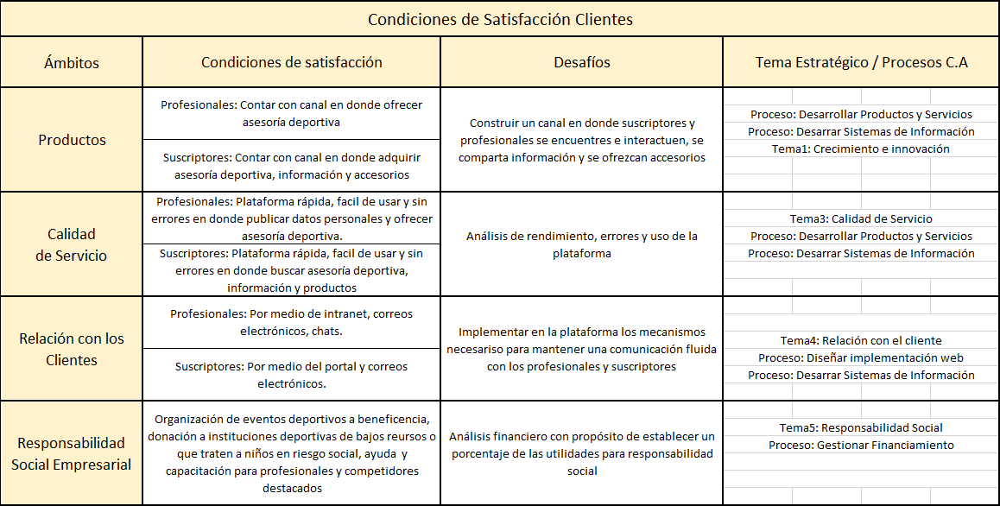 Condiciones de Satisfacción Clientes
Ámbitos
Condiciones de satisfacción
Desafíos
Tema Estratégico / Procesos C.A
Productos
Profesionales: Contar con canal en donde ofrecer
asesoría deportiva
Suscriptores: Contar con canal en donde adquirir
asesoría deportiva, información y accesorios
Construir un canal en donde suscriptores y
profesionales se encuentres e interactuen, se
comparta información y se ofrezcan accesorios
Proceso: Desarrollar Productos y Servicios
Proceso: Desarrar Sistemas de Información
Tema1: Crecimiento e innovación
Calidad
de Servicio
Profesionales: Plataforma rápida, facil de usar y sin
errores en donde publicar datos personales y ofrecer
asesoría deportiva.
Suscriptores: Plataforma rápida, facil de usar y sin
errores en donde buscar asesoría deportiva,
información y productos
Análisis de rendimiento, errores y uso de la
plataforma
Tema3: Calidad de Servicio
Proceso: Desarrollar Productos y Servicios
Proceso: Desarrar Sistemas de Información
Relación con los
Clientes
Profesionales: Por medio de intranet, correos
electrónicos, chats.
Suscriptores: Por medio del portal y correos
electrónicos.
Implementar en la plataforma los mecanismos
necesariso para mantener una comunicación fluida
con los profesionales y suscriptores
Tema4: Relación con el cliente
Proceso: Diseñar implementación web
Proceso: Desarrar Sistemas de Información
Responsabilidad
Social Empresarial
Organización de eventos deportivos a beneficencia,
donación a instituciones deportivas de bajos reursos o
que traten a niños en riesgo social, ayuda y
capacitación para profesionales y competidores
destacados
Análisis financiero con propósito de establecer un
porcentaje de las utilidades para responsabilidad
social
Tema5: Responsabilidad Social
Proceso: Gestionar Financiamiento